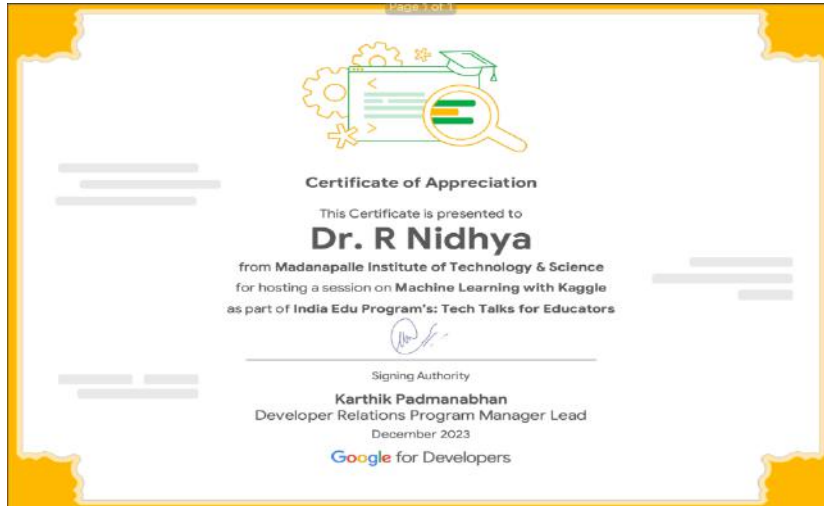 Page 1 of 1
Certificate of Appreciation
This Certificate is presented to
Dr. R Nidhya
from Madanapalle Institute of Technology & Science
for hosting a session on Machine Learning with Kaggle
as part of India Edu Program's: Tech Talks for Educators
Signing Authority
Karthik Padmanabhan
Developer Relations Program Manager Lead
December 2023
Google for Developers